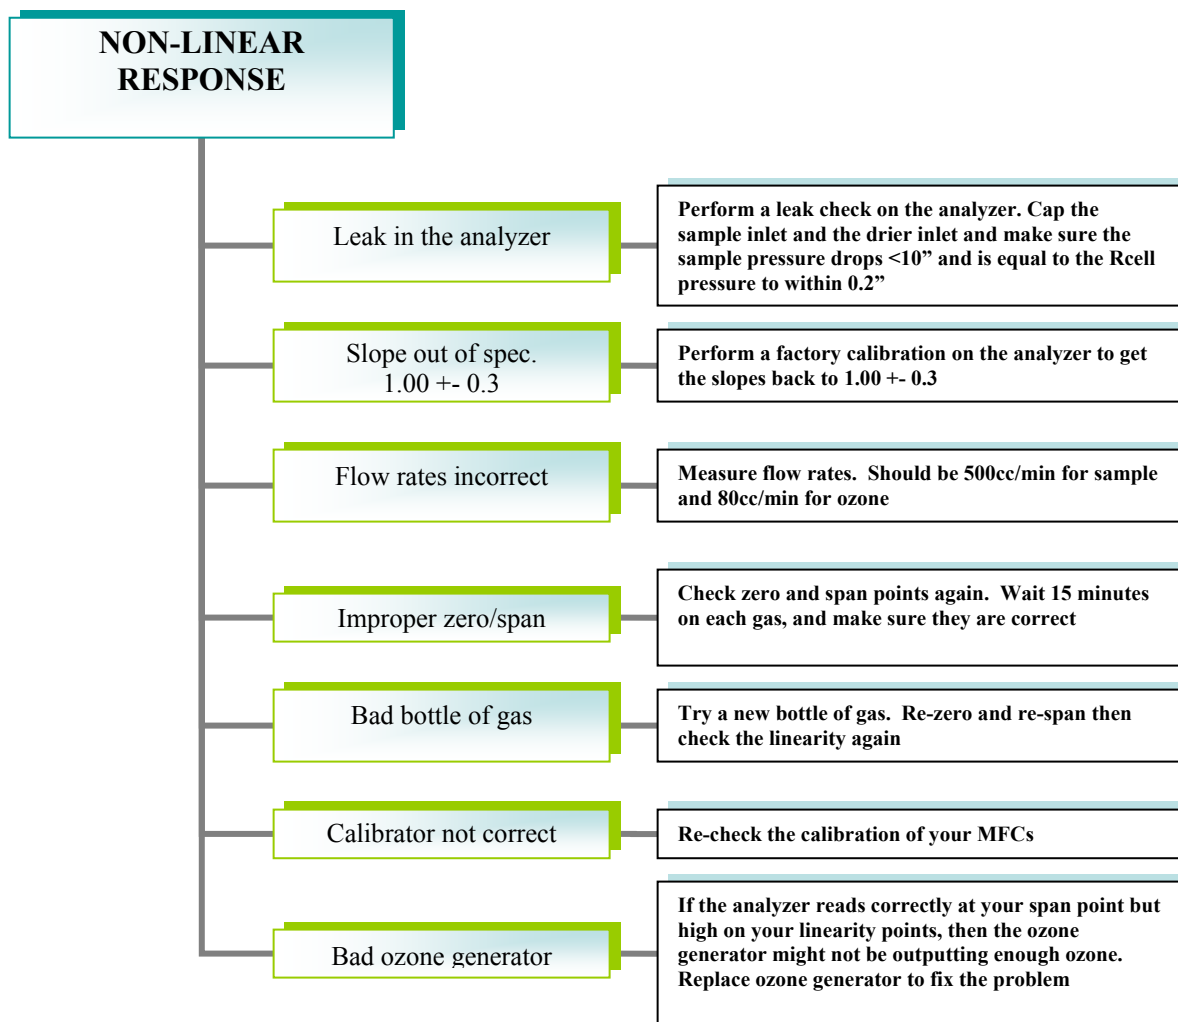 NON-LINEAR
RESPONSE
Leak in the analyzer
Perform a leak check on the analyzer. Cap the
sample inlet and the drier inlet and make sure the
sample pressure drops <10” and is equal to the Rcell
pressure to within 0.2”
Slope out of spec.
1.00 +- 0.3
Perform a factory calibration on the analyzer to get
the slopes back to 1.00 +- 0.3
Flow rates incorrect
Measure flow rates.  Should be 500cc/min for sample
and 80cc/min for ozone
Improper zero/span
Check zero and span points again.  Wait 15 minutes
on each gas, and make sure they are correct
Bad bottle of gas
Try a new bottle of gas.  Re-zero and re-span then
check the linearity again
Calibrator not correct
Re-check the calibration of your MFCs
Bad ozone generator
If the analyzer reads correctly at your span point but
high on your linearity points, then the ozone
generator might not be outputting enough ozone.
Replace ozone generator to fix the problem